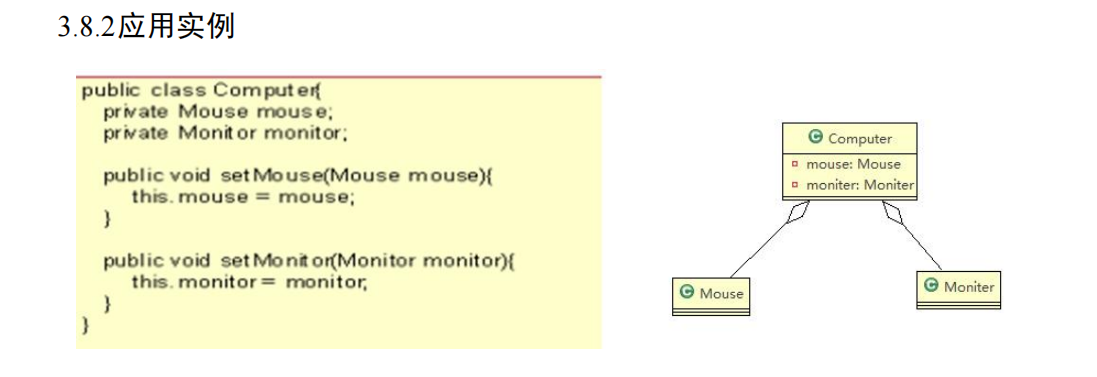 3.8.2应用实例
public class Computer{
private Mouse mouse;
private Monitor monitor;
public void setMouse(Mouse mouse){
this.mouse = mouse;
}
public void setMonitor(Monitor monitor){
this.monitor = monitor;
}
}
Computer
mouse: Mouse
moniter: Moniter
Mouse
Moniter